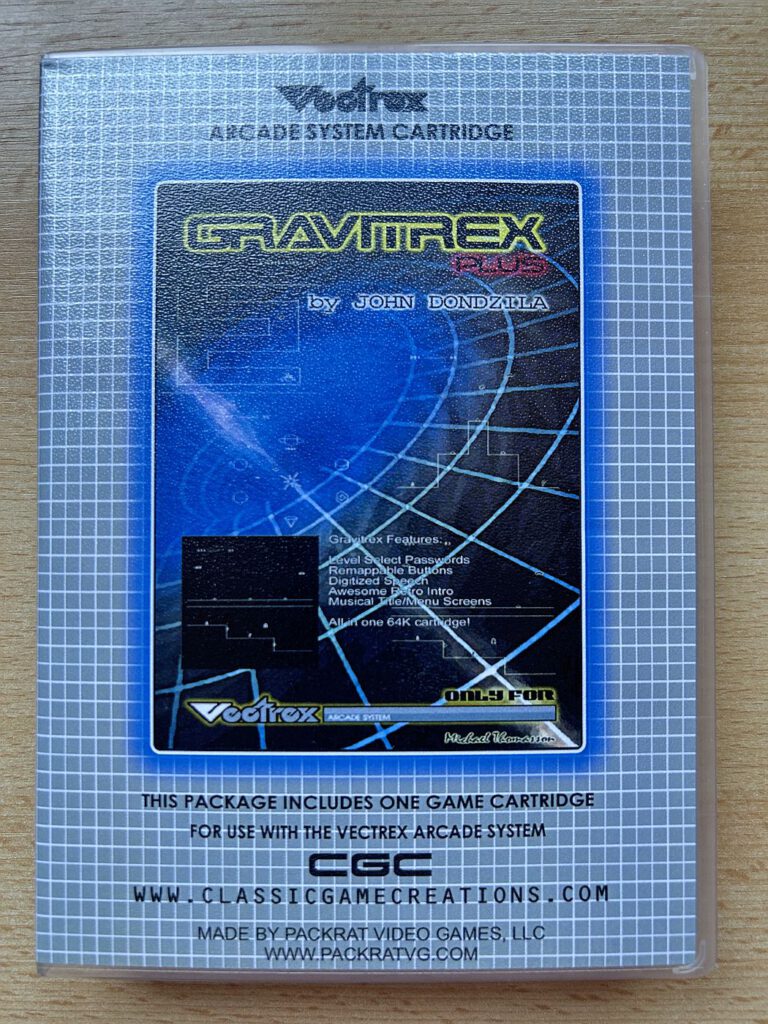 Vectrex
ARCADE SYSTEM CARTRIDGE
GRAVITREX
PLUS
by JOHN DONDZILA
Gravitrex Features:
Level Select Passwords
Remappable Buttons
Digitized Speech
Awesome Retro Intro
Musical Title/Menu Screens
All in one 64K cartridge!
ONLY FOR
Vectrex ARCADE SYSTEM
Michael Thomasson
THIS PACKAGE INCLUDES ONE GAME CARTRIDGE
FOR USE WITH THE VECTREX ARCADE SYSTEM
CGC
WWW.CLASSICGAMECREATIONS.COM
MADE BY PACKRAT VIDEO GAMES, LLC
WWW.PACKRATVG.COM